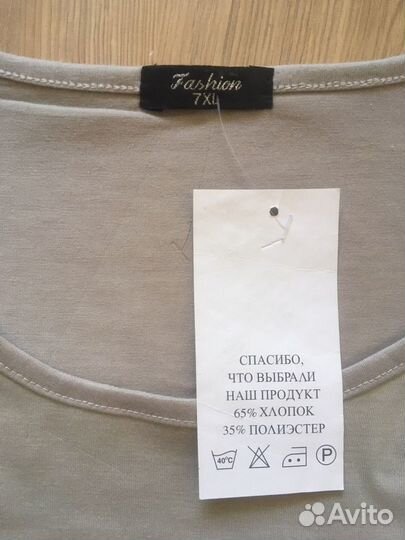 Fashion
7XL
СПАСИБО,
ЧТО ВЫБРАЛИ
НАШ ПРОДУКТ
65% ХЛОПОК
35% ПОЛИЭСТЕР
40°C
P
Avito